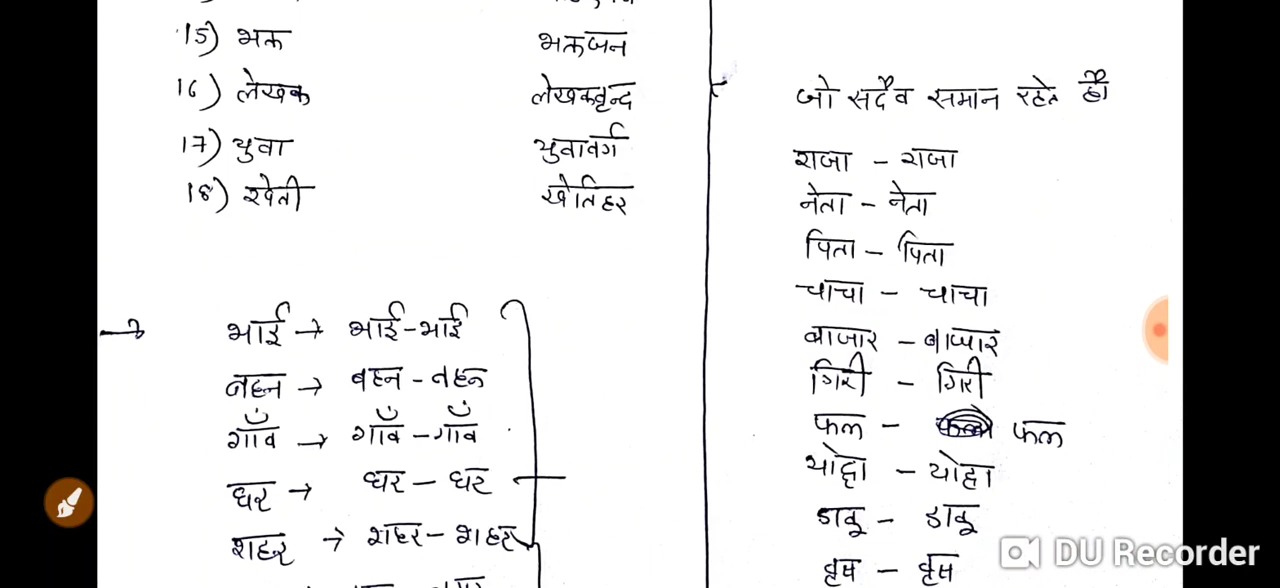 15) भक्त भक्तजन
16) लेखक लेखकवृन्द
17) युवा युवावर्ग
18) खेती खेतिहर
→ भाई → भाई-भाई
बहन → बहन-बहन
गाँव → गाँव-गाँव
घर → घर-घर
शहर → शहर-शहर
जो सदैव समान रहते हैं
राजा - राजा
नेता - नेता
पिता - पिता
चाचा - चाचा
बाजार - बाजार
गिरी - गिरी
फल - फल
योद्धा - योद्धा
डाकू - डाकू
वृष - वृष
DU Recorder